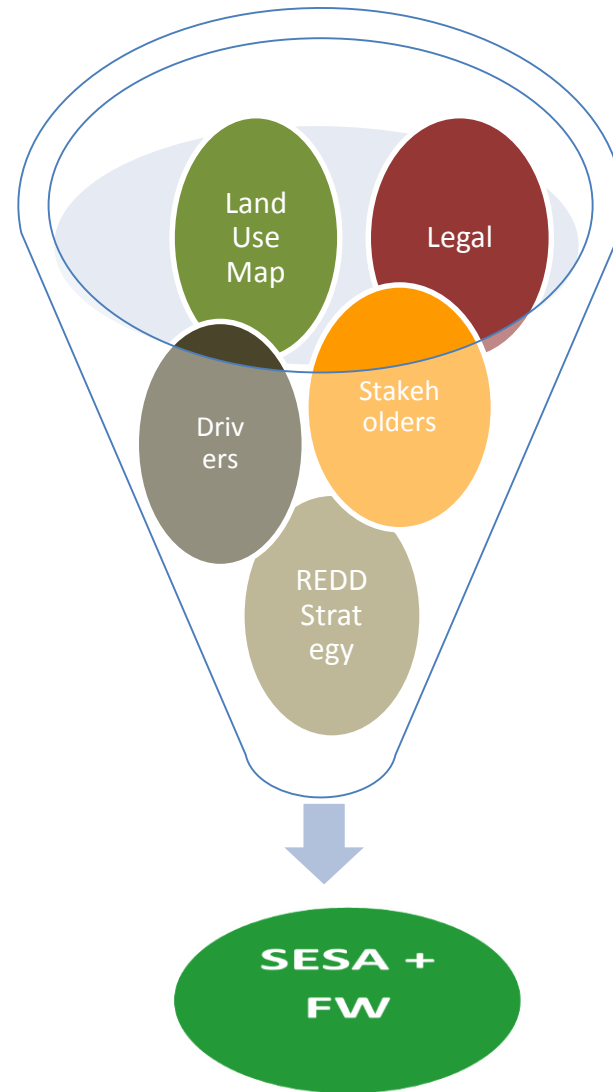 Land
Use
Map
Legal
Stakeh
olders
Driv
ers
REDD
Strat
egy
SESA +
FW